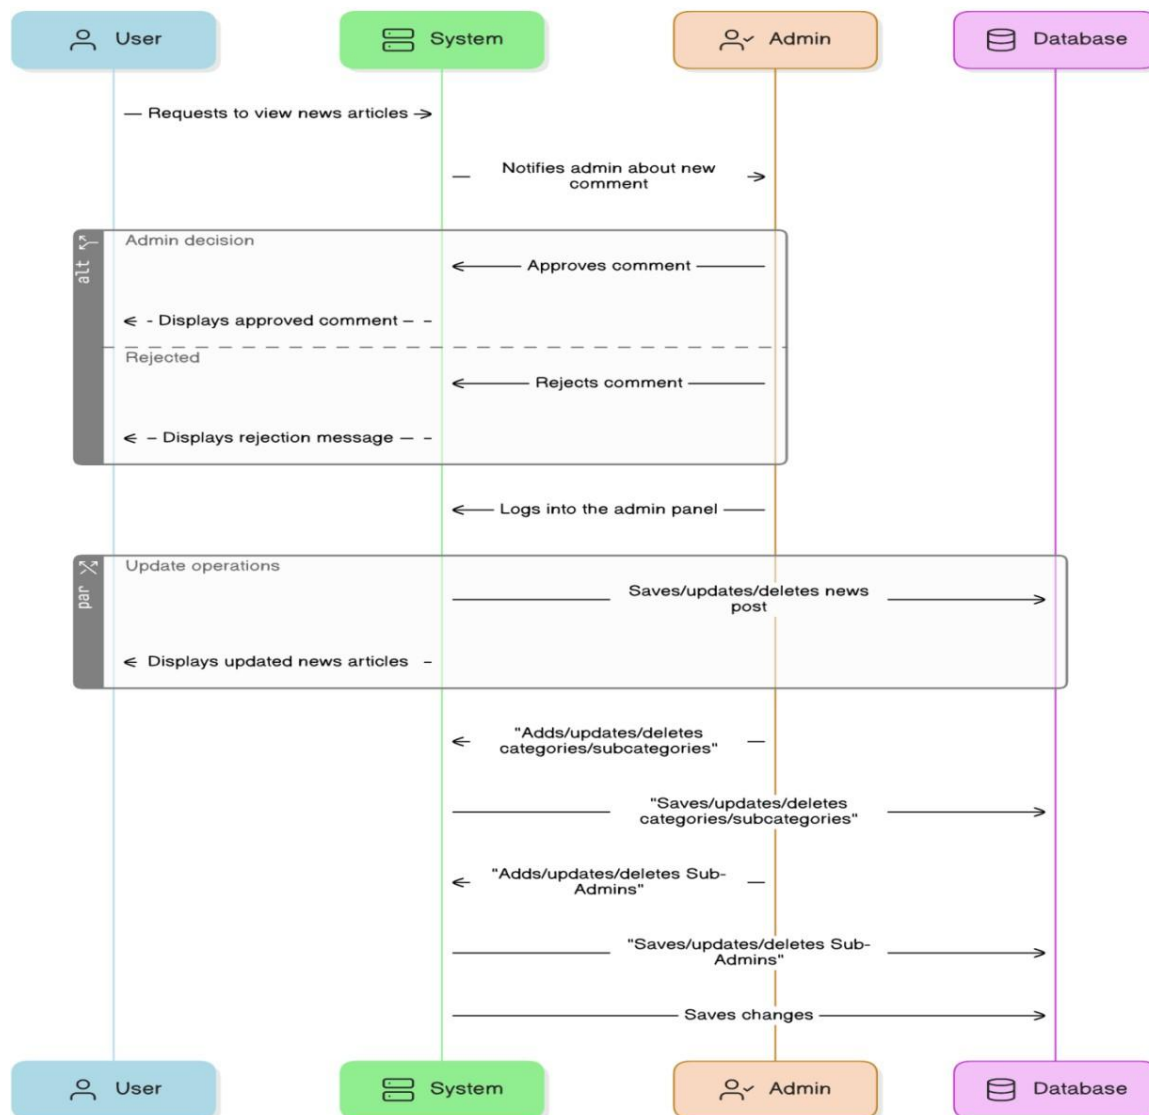 User
System
Admin
Database
Requests to view news articles
Notifies admin about new
comment
alt
Admin decision
Approves comment
Displays approved comment
Rejected
Rejects comment
Displays rejection message
Logs into the admin panel
par
Update operations
Saves/updates/deletes news
post
Displays updated news articles
"Adds/updates/deletes
categories/subcategories"
"Saves/updates/deletes
categories/subcategories"
"Adds/updates/deletes Sub-
Admins"
"Saves/updates/deletes Sub-
Admins"
Saves changes
User
System
Admin
Database